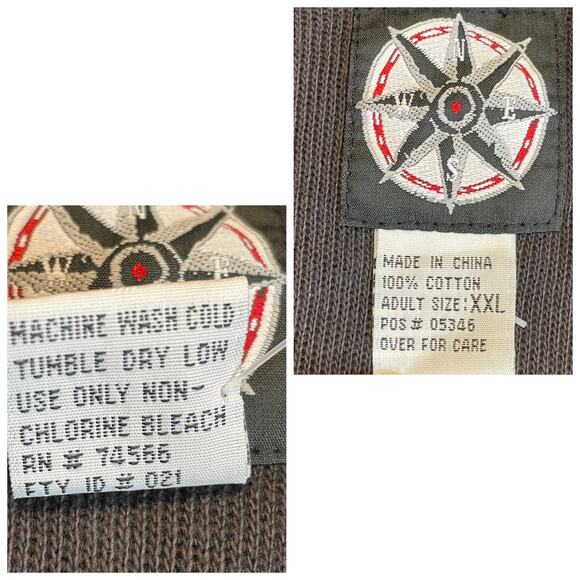 N
W E
S
MADE IN CHINA
100% COTTON
ADULT SIZE: XXL
POS# 05346
OVER FOR CARE
N
W E
MACHINE WASH COLD
TUMBLE DRY LOW
USE ONLY NON-
CHLORINE BLEACH
RN # 74566
FTY ID # 021